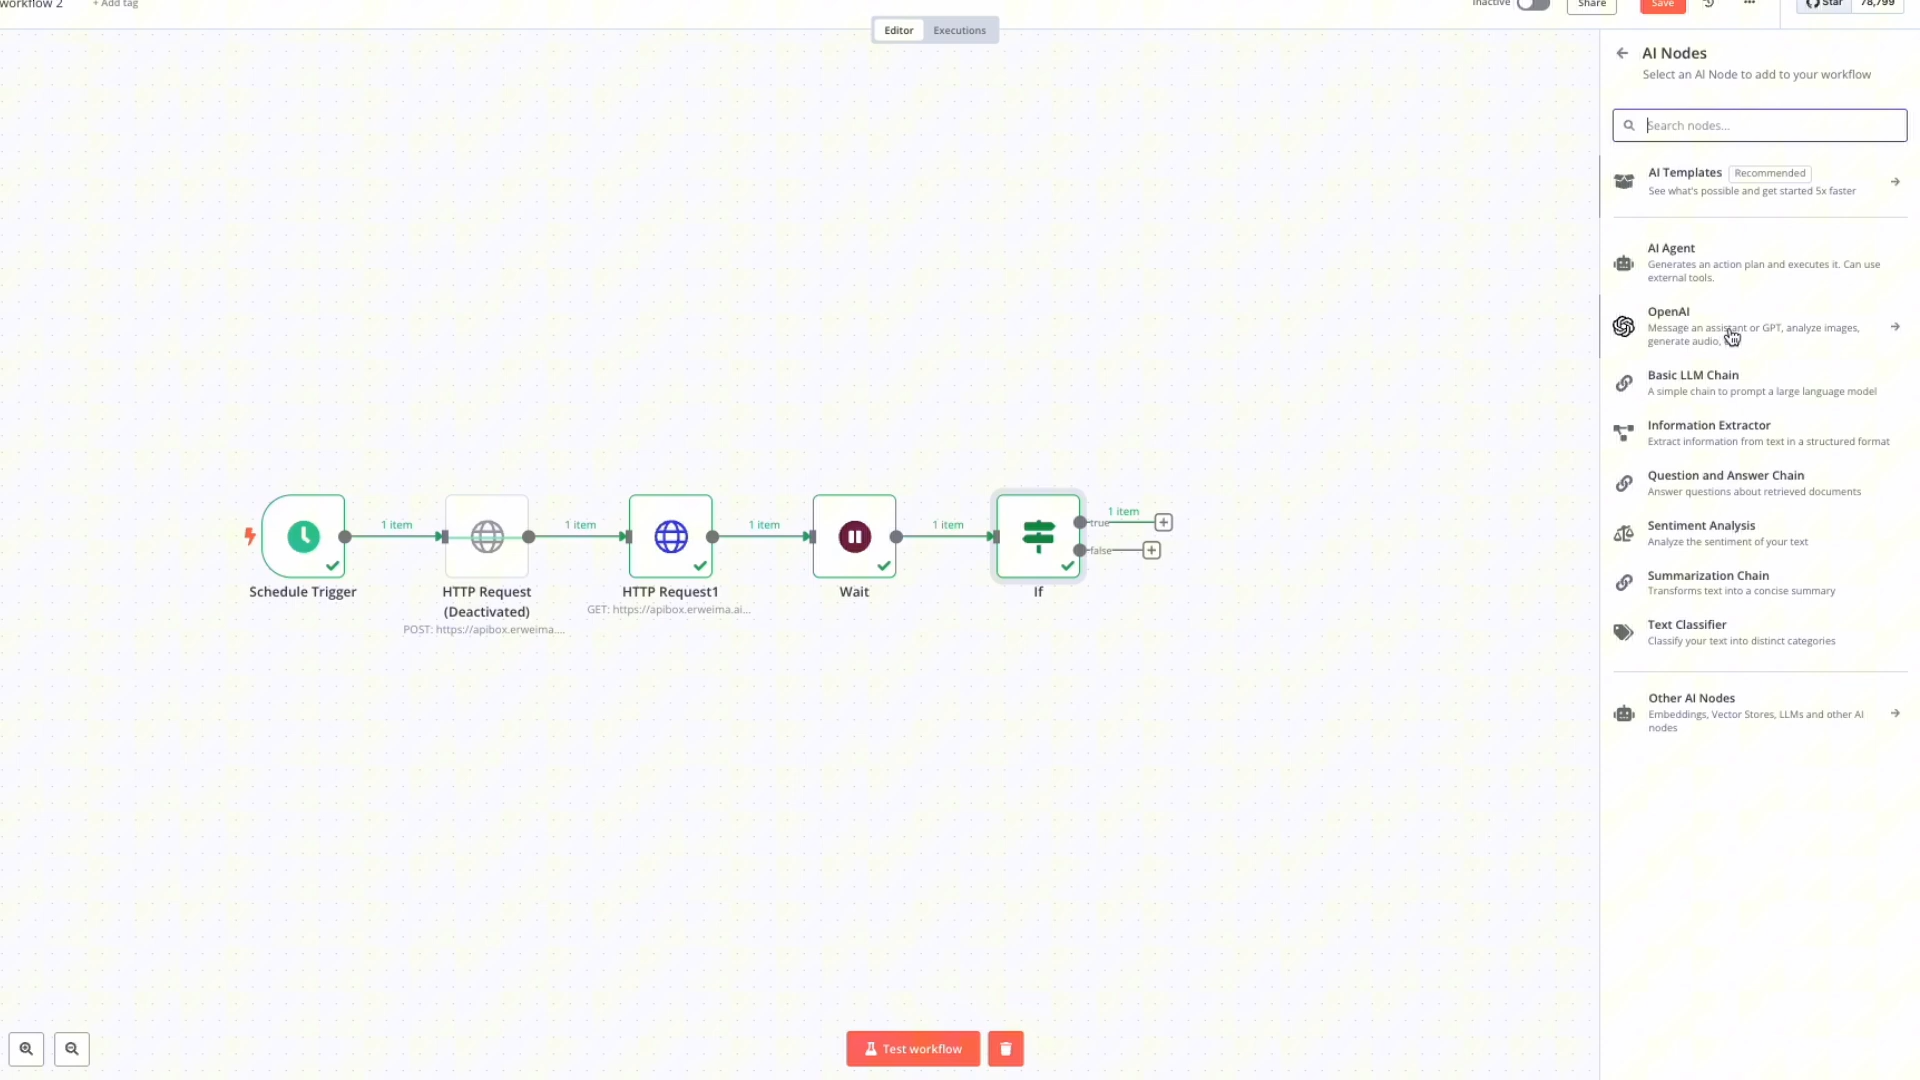 workflow 2
+ Add tag
Inactive
Share
Save
Star
78,799
Editor
Executions
AI Nodes
Select an AI Node to add to your workflow
Search nodes...
AI Templates
Recommended
See what's possible and get started 5x faster
AI Agent
Generates an action plan and executes it. Can use
external tools.
OpenAI
Message an assistant or GPT, analyze images,
generate audio,
Basic LLM Chain
A simple chain to prompt a large language model
Information Extractor
Extract information from text in a structured format
Question and Answer Chain
Answer questions about retrieved documents
Sentiment Analysis
Analyze the sentiment of your text
Summarization Chain
Transforms text into a concise summary
Text Classifier
Classify your text into distinct categories
Other AI Nodes
Embeddings, Vector Stores, LLMs and other AI
nodes
1 item
1 item
1 item
1 item
1 item
true
false
Schedule Trigger
HTTP Request
(Deactivated)
POST: https://apibox.erweima....
HTTP Request1
GET: https://apibox.erweima.ai...
Wait
If
Test workflow